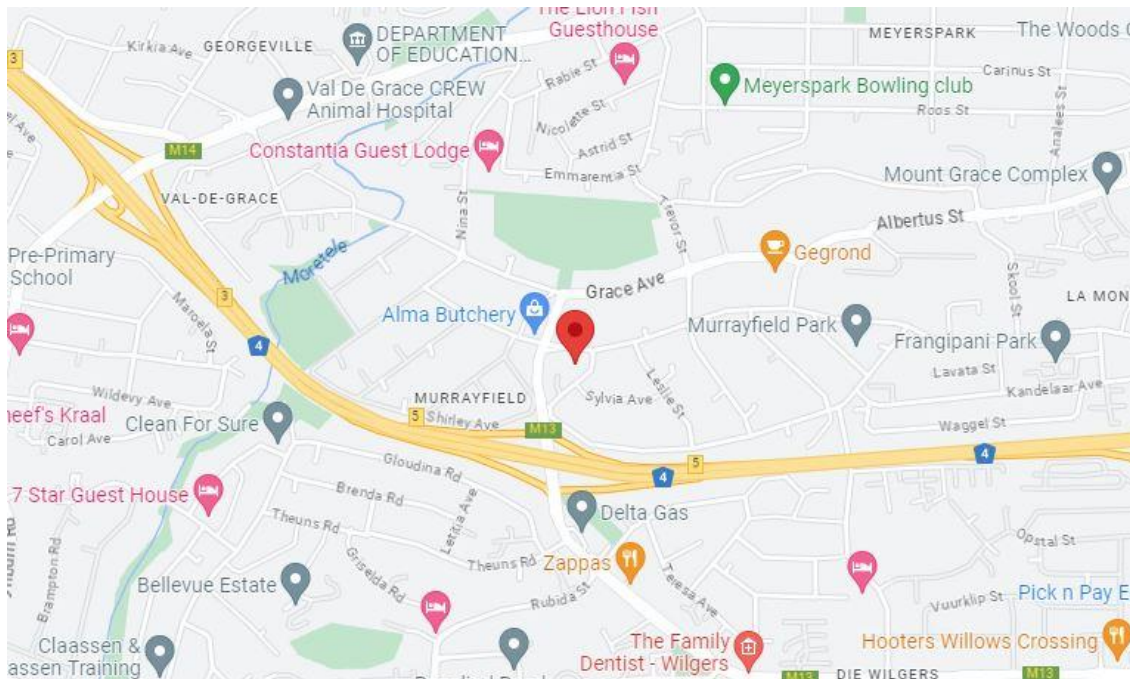 The Lion Fish
Guesthouse
DEPARTMENT
OF EDUCATION...
Kirkia Ave
GEORGEVILLE
MEYERSPARK
The Woods
3
Rabie St
Carinus St
Val De Grace CREW
Animal Hospital
Meyerspark Bowling club
Nicolette St
Roos St
Analees St
Astrid St
M14
Constantia Guest Lodge
Emmarentia St
Mount Grace Complex
VAL-DE-GRACE
Nina St
Trevor St
Albertus St
Pre-Primary
School
Moretele
Gegrond
Skool St
3
Grace Ave
LA MON
Maroela St
Alma Butchery
Murrayfield Park
Frangipani Park
4
Lavata St
Wildevy Ave
MURRAYFIELD
Sylvia Ave
Leslie St
Kandelaar Ave
neef's Kraal
Clean For Sure
5
Shirley Ave
M13
Waggel St
Carol Ave
Gloudina Rd
5
4
4
7 Star Guest House
Brenda Rd
Letitia Ave
Delta Gas
Theuns Rd
Opstal St
Brampton Rd
Griselda Rd
Theuns Rd
Zappas
Bellevue Estate
Rubida St
Teresa Ave
Vuurklip St
Pick n Pay E
Claassen &
assen Training
The Family
Dentist - Wilgers
Hooters Willows Crossing
M13
DIE WILGERS
M13